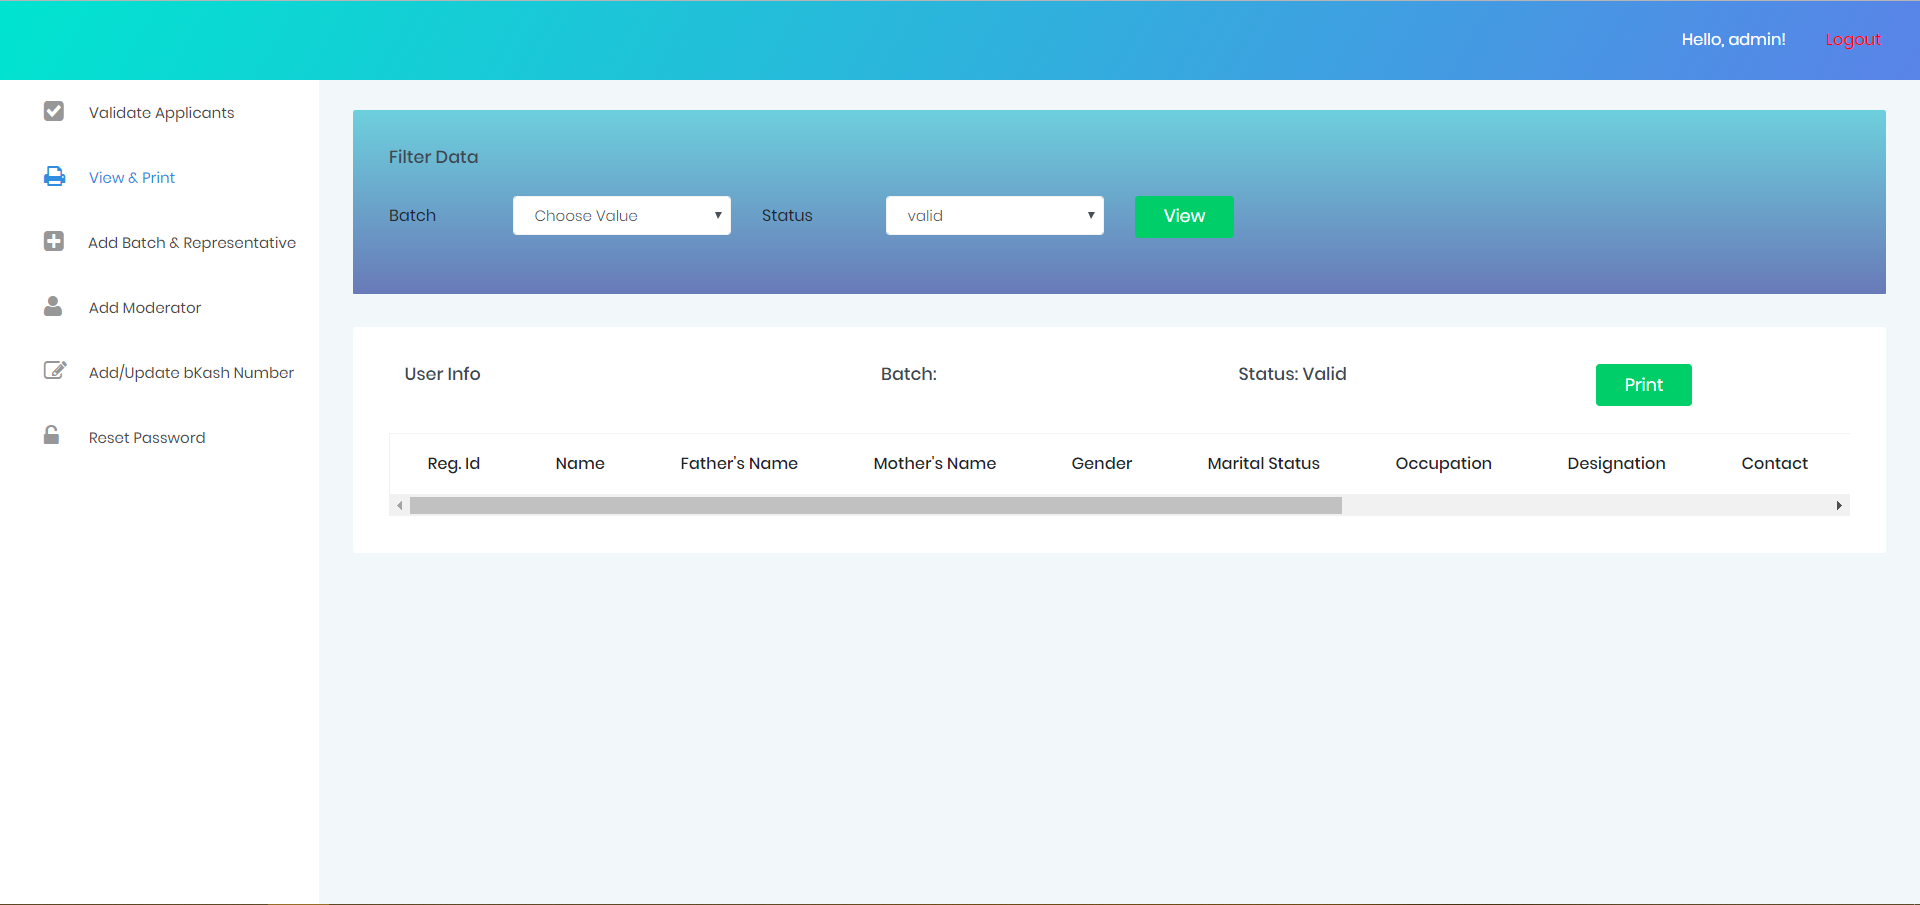 Hello, admin! Logout
Validate Applicants
View & Print
Add Batch & Representative
Add Moderator
Add/Update bKash Number
Reset Password
Filter Data
Batch Choose Value Status valid View
User Info Batch: Status: Valid Print
Reg. Id Name Father's Name Mother's Name Gender Marital Status Occupation Designation Contact